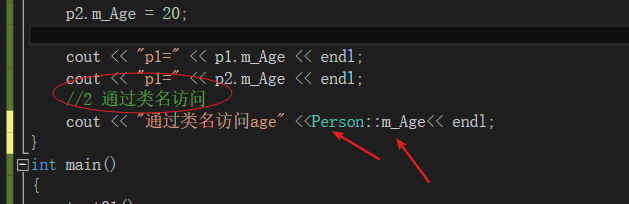 p2.m_Age = 20;
cout << "p1=" << p1.m_Age << endl;
cout << "p1=" << p2.m_Age << endl;
//2 通过类名访问
cout << "通过类名访问age" <<Person::m_Age<< endl;
}
int main()
{